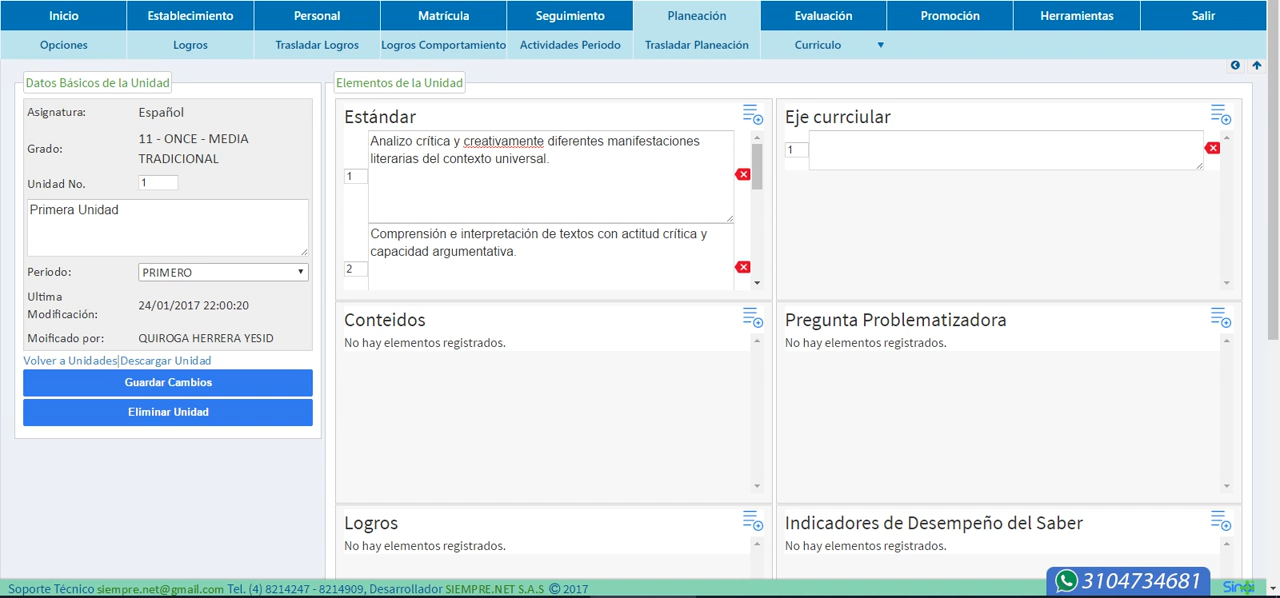 Inicio Establecimiento Personal Matrícula Seguimiento Planeación Evaluación Promoción Herramientas Salir
Opciones Logros Trasladar Logros Logros Comportamiento Actividades Periodo Trasladar Planeación Curriculo
Datos Básicos de la Unidad
Asignatura: Español
Grado: 11 - ONCE - MEDIA
TRADICIONAL
Unidad No. 1
Primera Unidad
Periodo: PRIMERO
Ultima
Modificación: 24/01/2017 22:00:20
Moificado por: QUIROGA HERRERA YESID
Volver a Unidades|Descargar Unidad
Guardar Cambios
Eliminar Unidad
Elementos de la Unidad
Estándar
Analizo crítica y creativamente diferentes manifestaciones
literarias del contexto universal.
1
Comprensión e interpretación de textos con actitud crítica y
capacidad argumentativa.
2
Eje currciular
1
Conteidos
No hay elementos registrados.
Pregunta Problematizadora
No hay elementos registrados.
Logros
No hay elementos registrados.
Indicadores de Desempeño del Saber
No hay elementos registrados.
Soporte Técnico siempre.net@gmail.com Tel. (4) 8214247 - 8214909, Desarrollador SIEMPRE.NET S.A.S © 2017
3104734681
Sinai